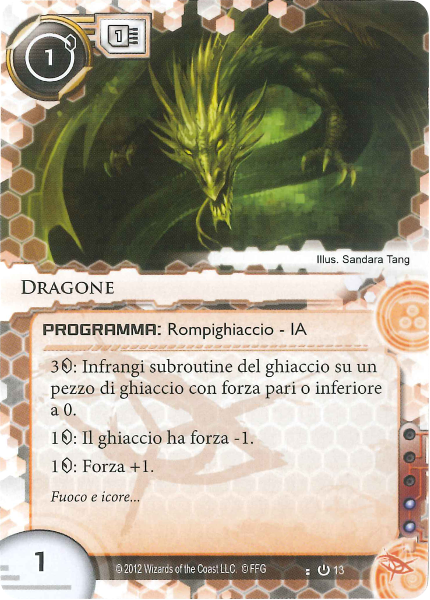 1
1
Illus. Sandara Tang
DRAGONE
PROGRAMMA: Rompighiaccio - IA
3: Infrangi subroutine del ghiaccio su un
pezzo di ghiaccio con forza pari o inferiore
a 0.
1: Il ghiaccio ha forza -1.
1: Forza +1.
Fuoco e icore...
1
© 2012 Wizards of the Coast LLC. © FFG
13